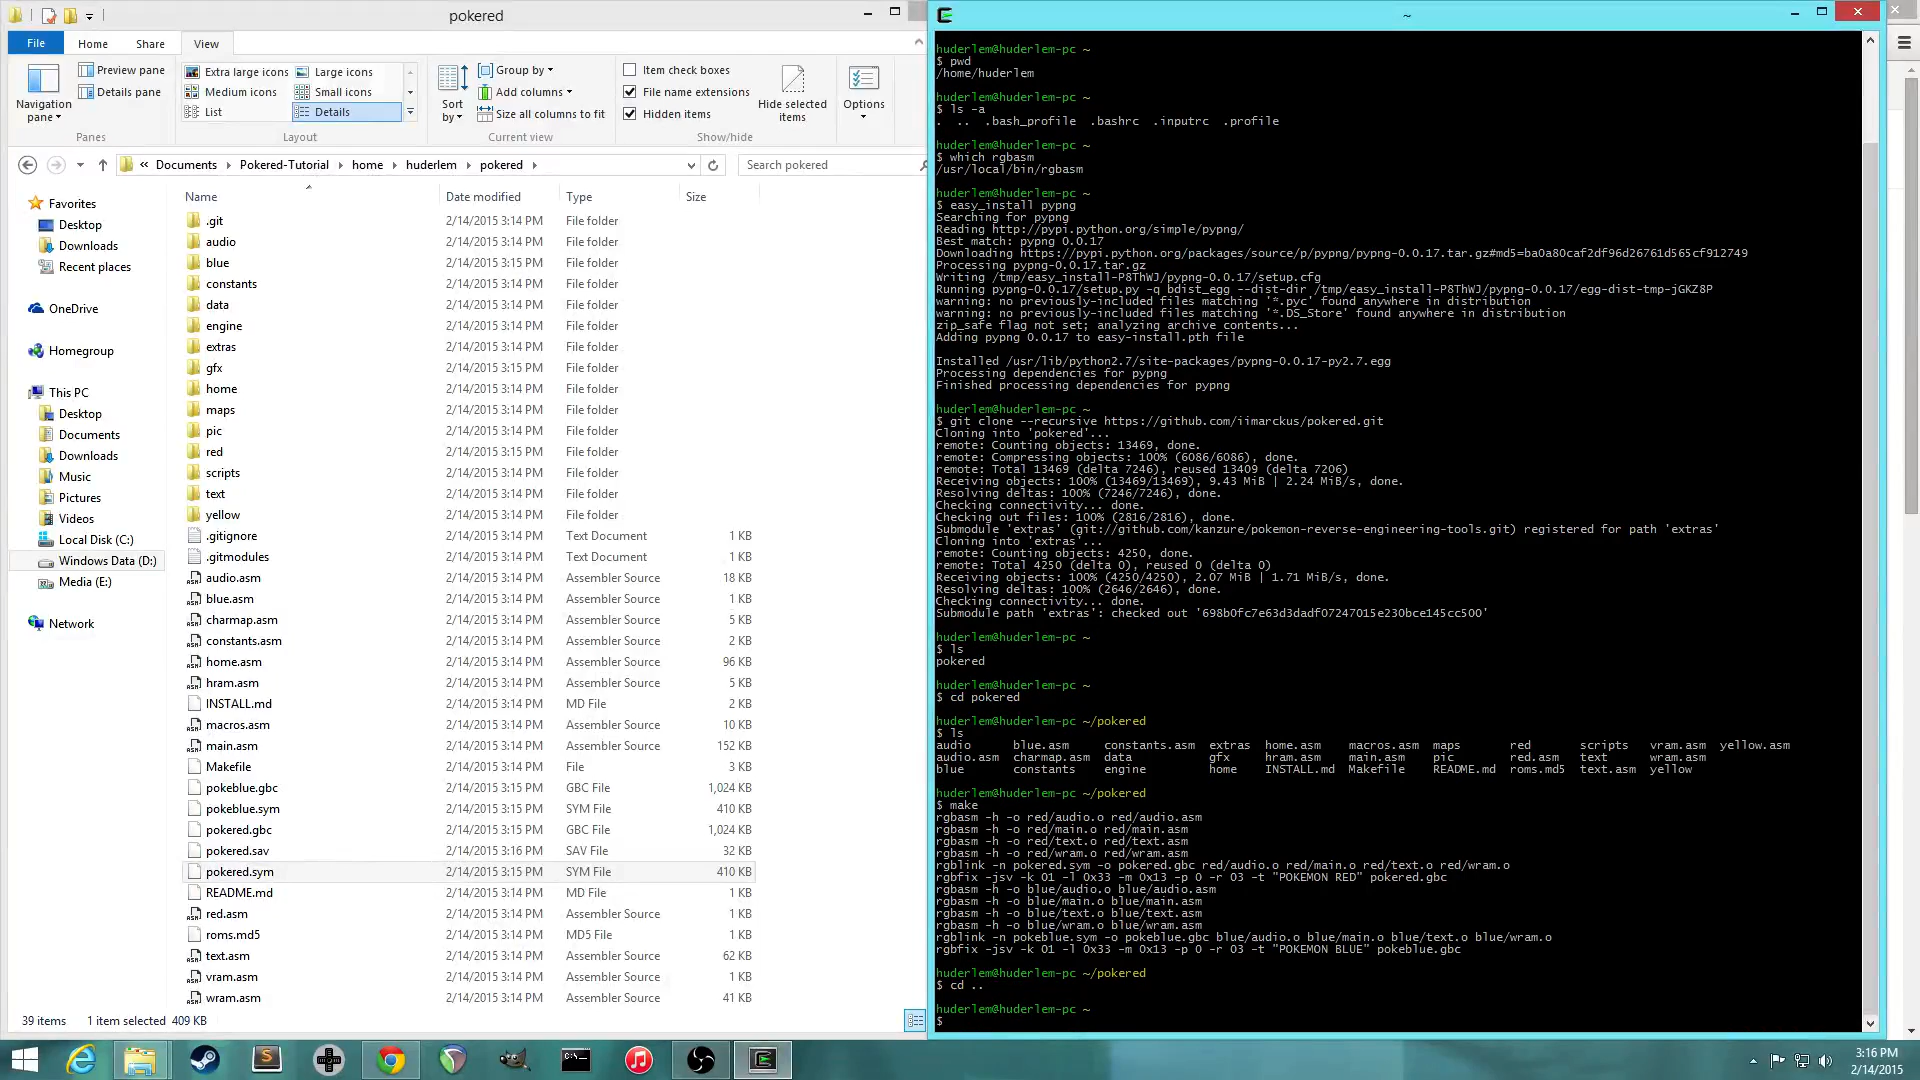 pokered
File Home Share View
Navigation pane
Preview pane
Details pane
Panes
Extra large icons Large icons
Medium icons Small icons
List Details
Layout
Sort by
Group by
Add columns
Size all columns to fit
Current view
Item check boxes
File name extensions
Hidden items
Hide selected items
Show/hide
Options
« Documents Pokered-Tutorial home huderlem pokered
Search pokered
Favorites
Desktop
Downloads
Recent places
OneDrive
Homegroup
This PC
Desktop
Documents
Downloads
Music
Pictures
Videos
Local Disk (C:)
Windows Data (D:)
Media (E:)
Network
Name Date modified Type Size
.git 2/14/2015 3:14 PM File folder
audio 2/14/2015 3:14 PM File folder
blue 2/14/2015 3:15 PM File folder
constants 2/14/2015 3:14 PM File folder
data 2/14/2015 3:14 PM File folder
engine 2/14/2015 3:14 PM File folder
extras 2/14/2015 3:14 PM File folder
gfx 2/14/2015 3:15 PM File folder
home 2/14/2015 3:14 PM File folder
maps 2/14/2015 3:14 PM File folder
pic 2/14/2015 3:14 PM File folder
red 2/14/2015 3:15 PM File folder
scripts 2/14/2015 3:14 PM File folder
text 2/14/2015 3:14 PM File folder
yellow 2/14/2015 3:14 PM File folder
.gitignore 2/14/2015 3:14 PM Text Document 1 KB
.gitmodules 2/14/2015 3:14 PM Text Document 1 KB
audio.asm 2/14/2015 3:14 PM Assembler Source 18 KB
blue.asm 2/14/2015 3:14 PM Assembler Source 1 KB
charmap.asm 2/14/2015 3:14 PM Assembler Source 5 KB
constants.asm 2/14/2015 3:14 PM Assembler Source 2 KB
home.asm 2/14/2015 3:14 PM Assembler Source 96 KB
hram.asm 2/14/2015 3:14 PM Assembler Source 5 KB
INSTALL.md 2/14/2015 3:14 PM MD File 2 KB
macros.asm 2/14/2015 3:14 PM Assembler Source 10 KB
main.asm 2/14/2015 3:14 PM Assembler Source 152 KB
Makefile 2/14/2015 3:14 PM File 3 KB
pokeblue.gbc 2/14/2015 3:15 PM GBC File 1,024 KB
pokeblue.sym 2/14/2015 3:15 PM SYM File 410 KB
pokered.gbc 2/14/2015 3:15 PM GBC File 1,024 KB
pokered.sav 2/14/2015 3:16 PM SAV File 32 KB
pokered.sym 2/14/2015 3:15 PM SYM File 410 KB
README.md 2/14/2015 3:14 PM MD File 1 KB
red.asm 2/14/2015 3:14 PM Assembler Source 1 KB
roms.md5 2/14/2015 3:14 PM MD5 File 1 KB
text.asm 2/14/2015 3:14 PM Assembler Source 62 KB
vram.asm 2/14/2015 3:14 PM Assembler Source 1 KB
wram.asm 2/14/2015 3:14 PM Assembler Source 41 KB
39 items 1 item selected 409 KB
~
huderlem@huderlem-pc ~
$ pwd
/home/huderlem
huderlem@huderlem-pc ~
$ ls -a
. .. .bash_profile .bashrc .inputrc .profile
huderlem@huderlem-pc ~
$ which rgbasm
/usr/local/bin/rgbasm
huderlem@huderlem-pc ~
$ easy_install pypng
Searching for pypng
Reading http://pypi.python.org/simple/pypng/
Best match: pypng 0.0.17
Downloading https://pypi.python.org/packages/source/p/pypng/pypng-0.0.17.tar.gz#md5=ba0a80caf2df96d26761d565cf912749
Processing pypng-0.0.17.tar.gz
Writing /tmp/easy_install-P8ThWJ/pypng-0.0.17/setup.cfg
Running pypng-0.0.17/setup.py -q bdist_egg --dist-dir /tmp/easy_install-P8ThWJ/pypng-0.0.17/egg-dist-tmp-jGKZ8P
warning: no previously-included files matching '*.pyc' found anywhere in distribution
warning: no previously-included files matching '*.DS_Store' found anywhere in distribution
zip_safe flag not set; analyzing archive contents...
Adding pypng 0.0.17 to easy-install.pth file
Installed /usr/lib/python2.7/site-packages/pypng-0.0.17-py2.7.egg
Processing dependencies for pypng
Finished processing dependencies for pypng
huderlem@huderlem-pc ~
$ git clone --recursive https://github.com/iimarckus/pokered.git
Cloning into 'pokered'...
remote: Counting objects: 13469, done.
remote: Compressing objects: 100% (6086/6086), done.
remote: Total 13469 (delta 7246), reused 13409 (delta 7206)
Receiving objects: 100% (13469/13469), 9.43 MiB | 2.24 MiB/s, done.
Resolving deltas: 100% (7246/7246), done.
Checking connectivity... done.
Checking out files: 100% (2816/2816), done.
Submodule 'extras' (git://github.com/kanzure/pokemon-reverse-engineering-tools.git) registered for path 'extras'
Cloning into 'extras'...
remote: Counting objects: 4250, done.
remote: Total 4250 (delta 0), reused 0 (delta 0)
Receiving objects: 100% (4250/4250), 2.07 MiB | 1.71 MiB/s, done.
Resolving deltas: 100% (2646/2646), done.
Checking connectivity... done.
Submodule path 'extras': checked out '698b0fc7e63d3dadf07247015e230bce145cc500'
huderlem@huderlem-pc ~
$ ls
pokered
huderlem@huderlem-pc ~
$ cd pokered
huderlem@huderlem-pc ~/pokered
$ ls
audio blue.asm constants.asm extras home.asm macros.asm maps red scripts vram.asm yellow.asm
audio.asm charmap.asm data gfx hram.asm main.asm pic red.asm text wram.asm
blue constants engine home INSTALL.md Makefile README.md roms.md5 text.asm yellow
huderlem@huderlem-pc ~/pokered
$ make
rgbasm -h -o red/audio.o red/audio.asm
rgbasm -h -o red/main.o red/main.asm
rgbasm -h -o red/text.o red/text.asm
rgbasm -h -o red/wram.o red/wram.asm
rgblink -n pokered.sym -o pokered.gbc red/audio.o red/main.o red/text.o red/wram.o
rgbfix -jsv -k 01 -l 0x33 -m 0x13 -p 0 -r 03 -t "POKEMON RED" pokered.gbc
rgbasm -h -o blue/audio.o blue/audio.asm
rgbasm -h -o blue/main.o blue/main.asm
rgbasm -h -o blue/text.o blue/text.asm
rgbasm -h -o blue/wram.o blue/wram.asm
rgblink -n pokeblue.sym -o pokeblue.gbc blue/audio.o blue/main.o blue/text.o blue/wram.o
rgbfix -jsv -k 01 -l 0x33 -m 0x13 -p 0 -r 03 -t "POKEMON BLUE" pokeblue.gbc
huderlem@huderlem-pc ~/pokered
$ cd ..
huderlem@huderlem-pc ~
$
3:16 PM
2/14/2015